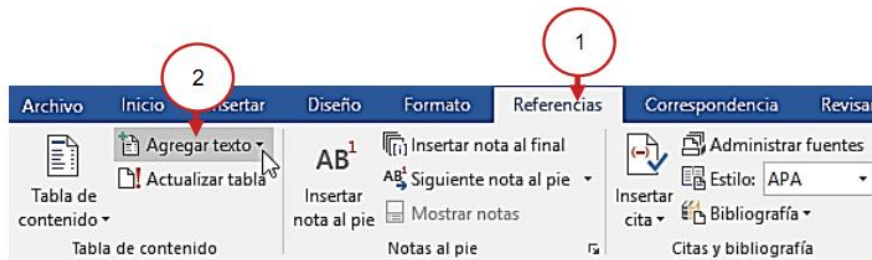 1
2
Archivo Inicio Insertar Diseño Formato Referencias Correspondencia Revisar
Tabla de contenido
Agregar texto
Actualizar tabla
Tabla de contenido
AB1
Insertar nota al pie
Insertar nota al final
AB1 Siguiente nota al pie
Mostrar notas
Notas al pie
Insertar cita
Administrar fuentes
Estilo: APA
Bibliografía
Citas y bibliografía